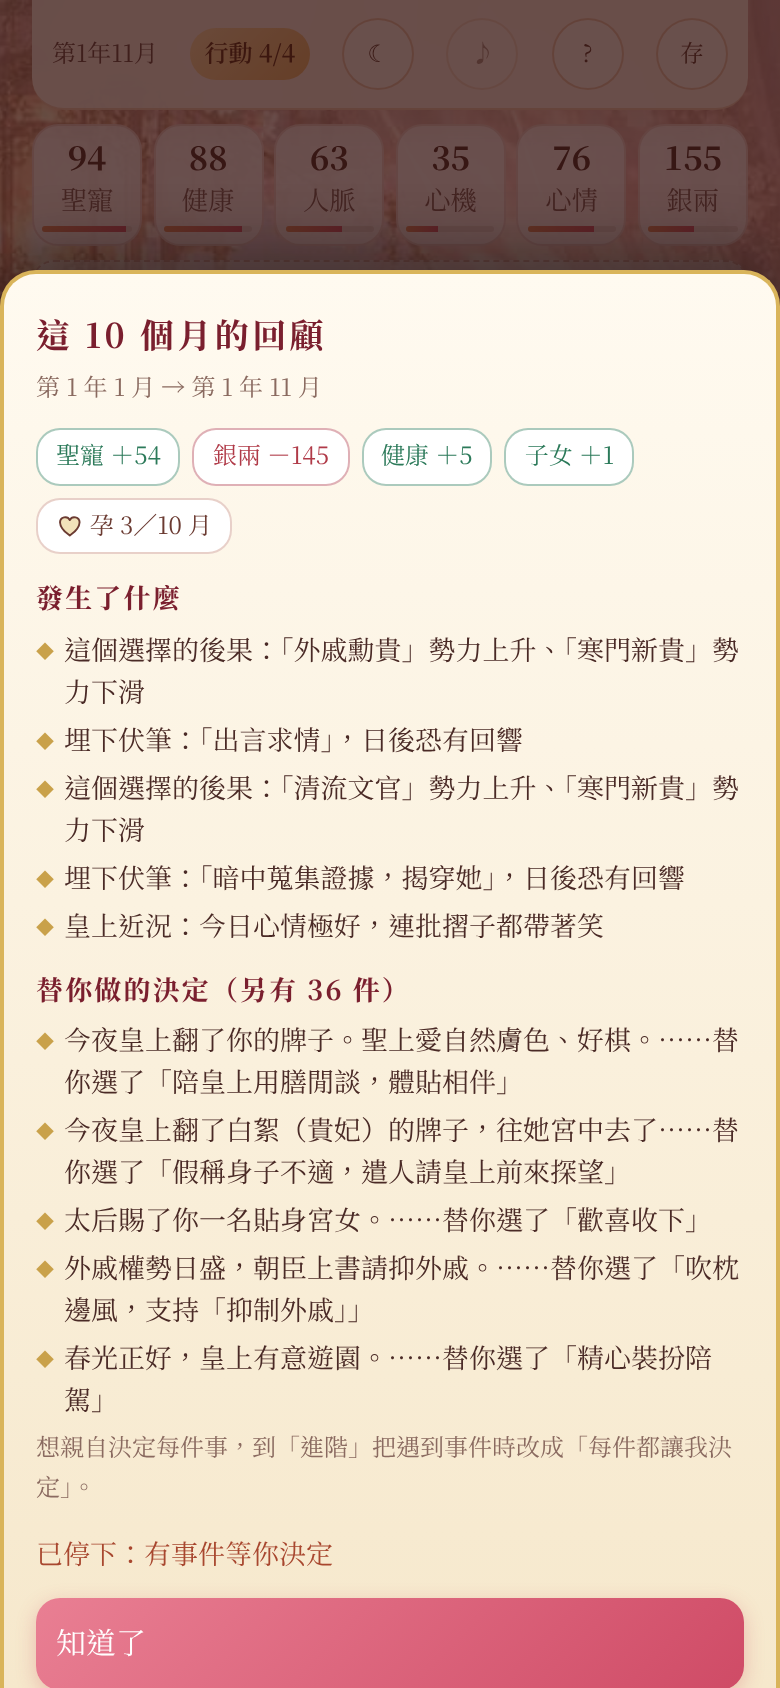 第1年11月 行動 4/4 ☾ ♪ ? 存
94 88 63 35 76 155
聖寵 健康 人脈 心機 心情 銀兩
這 10 個月的回顧
第 1 年 1 月 → 第 1 年 11 月
聖寵 +54 銀兩 −145 健康 +5 子女 +1
孕 3／10 月
發生了什麼
◆ 這個選擇的後果：「外戚勳貴」勢力上升、「寒門新貴」勢
力下滑
◆ 埋下伏筆：「出言求情」，日後恐有回響
◆ 這個選擇的後果：「清流文官」勢力上升、「寒門新貴」勢
力下滑
◆ 埋下伏筆：「暗中蒐集證據，揭穿她」，日後恐有回響
◆ 皇上近況：今日心情極好，連批摺子都帶著笑
替你做的決定（另有 36 件）
◆ 今夜皇上翻了你的牌子。聖上愛自然膚色、好棋。⋯⋯替
你選了「陪皇上用膳閒談，體貼相伴」
◆ 今夜皇上翻了白絮（貴妃）的牌子，往她宮中去了⋯⋯替
你選了「假稱身子不適，遣人請皇上前來探望」
◆ 太后賜了你一名貼身宮女。⋯⋯替你選了「歡喜收下」
◆ 外戚權勢日盛，朝臣上書請抑外戚。⋯⋯替你選了「吹枕
邊風，支持「抑制外戚」」
◆ 春光正好，皇上有意遊園。⋯⋯替你選了「精心裝扮陪
駕」
想親自決定每件事，到「進階」把遇到事件時改成「每件都讓我決
定」。
已停下：有事件等你決定
知道了